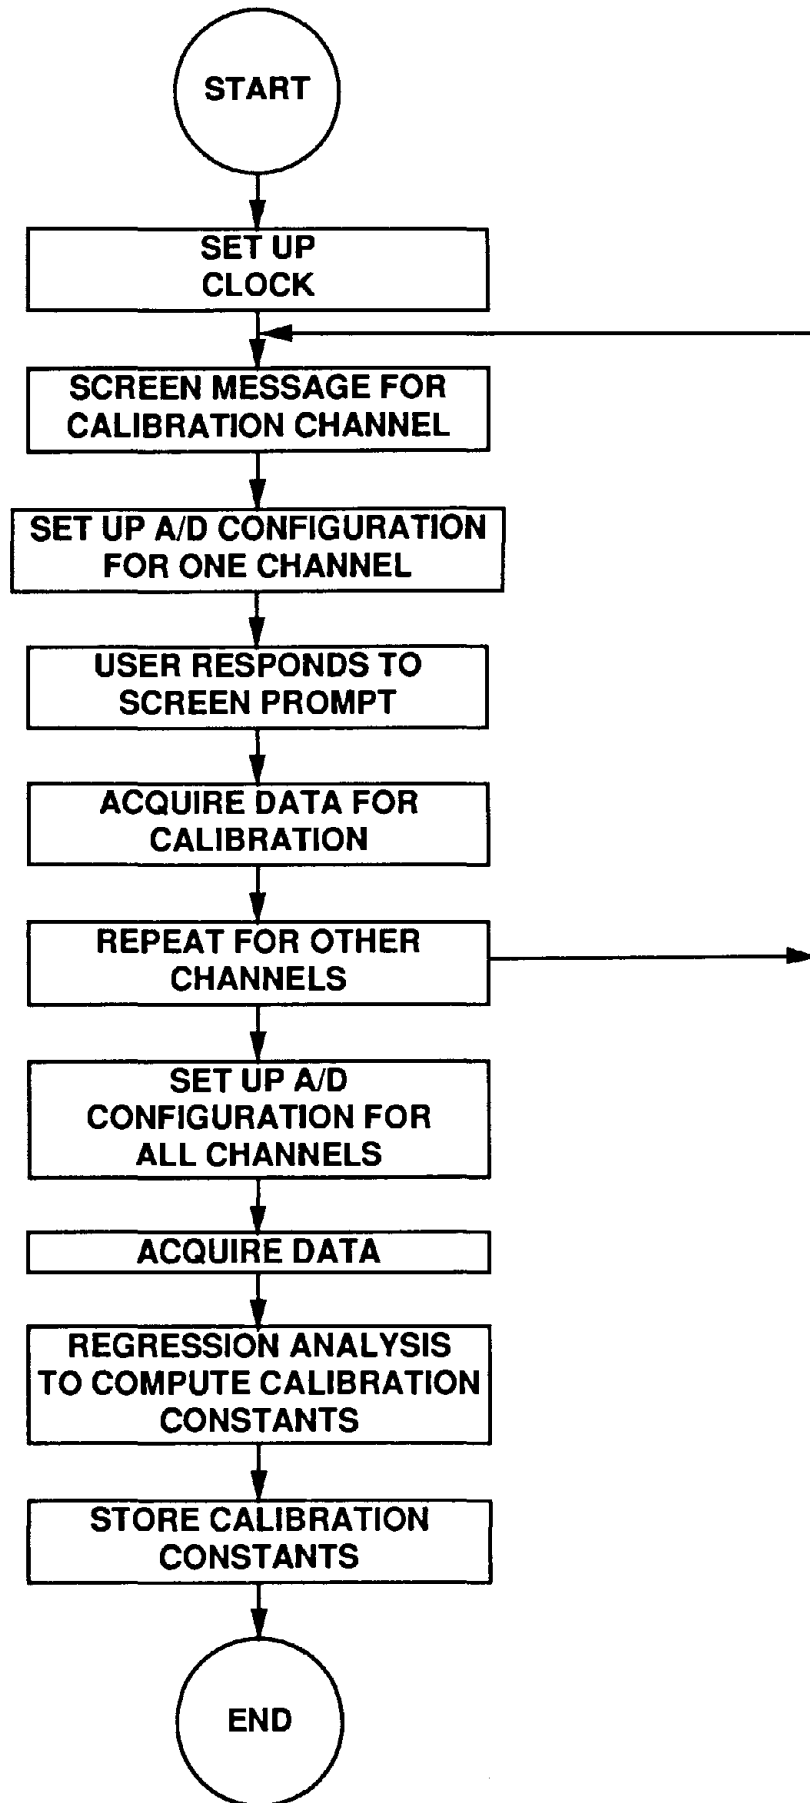 START
SET UP
CLOCK
SCREEN MESSAGE FOR
CALIBRATION CHANNEL
SET UP A/D CONFIGURATION
FOR ONE CHANNEL
USER RESPONDS TO
SCREEN PROMPT
ACQUIRE DATA FOR
CALIBRATION
REPEAT FOR OTHER
CHANNELS
SET UP A/D
CONFIGURATION FOR
ALL CHANNELS
ACQUIRE DATA
REGRESSION ANALYSIS
TO COMPUTE CALIBRATION
CONSTANTS
STORE CALIBRATION
CONSTANTS
END